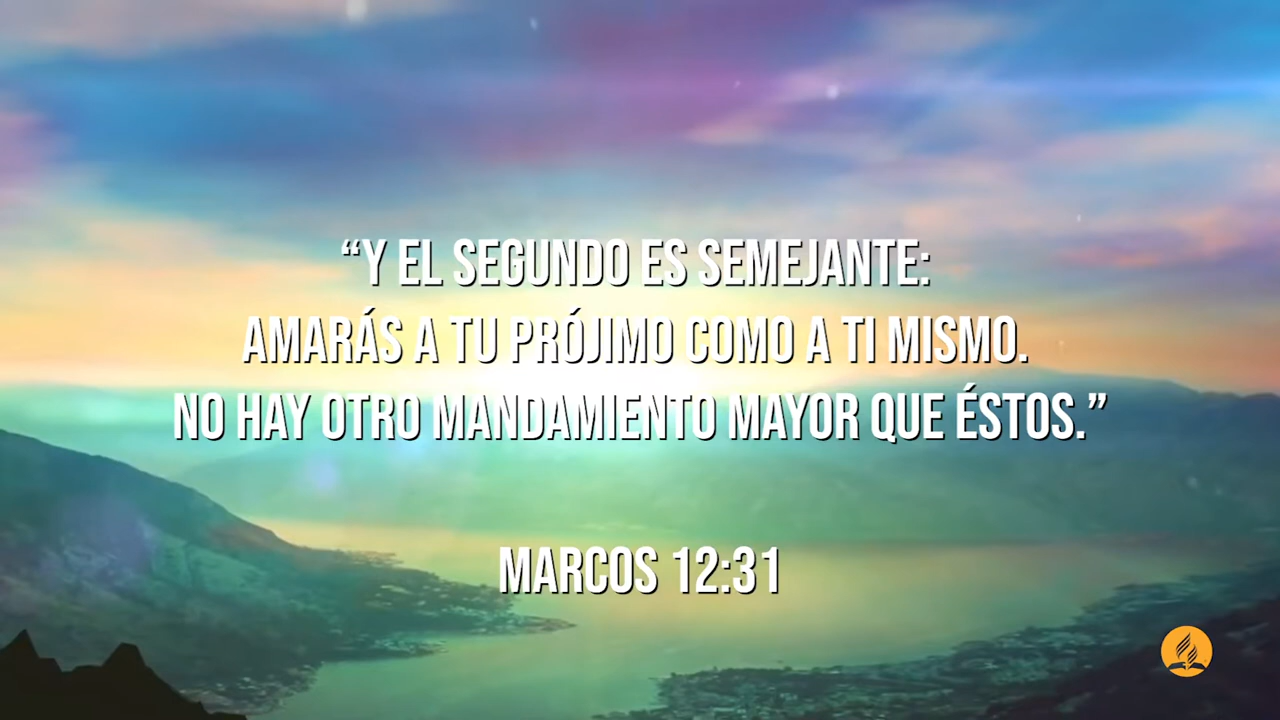 “Y EL SEGUNDO ES SEMEJANTE:
AMARÁS A TU PRÓJIMO COMO A TI MISMO.
NO HAY OTRO MANDAMIENTO MAYOR QUE ÉSTOS.”
MARCOS 12:31